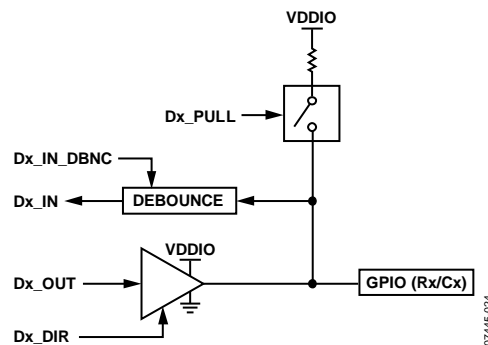 VDDIO
Dx_PULL
Dx_IN_DBNC
Dx_IN
DEBOUNCE
VDDIO
Dx_OUT
GPIO (Rx/Cx)
Dx_DIR
07445-024